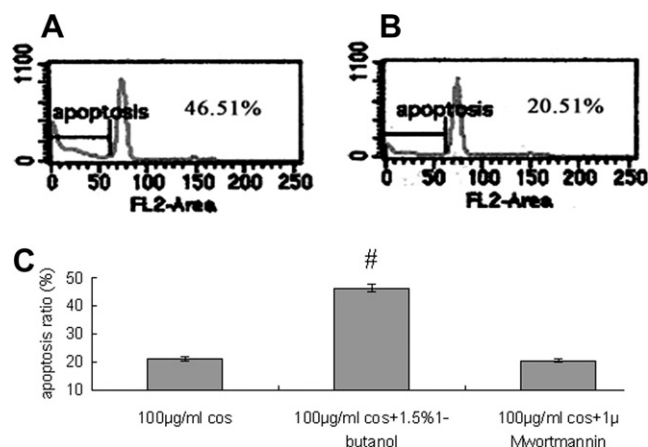 A
1100
0
apoptosis
46.51%
0 50 100 150 200 250
FL2-Area
B
1100
0
apoptosis
20.51%
0 50 100 150 200 250
FL2-Area
C
apoptosis ratio (%)
50
40
30
20
10
#
100μg/ml cos
100μg/ml cos+1.5%1-
butanol
100μg/ml cos+1μ
Mwortmannin